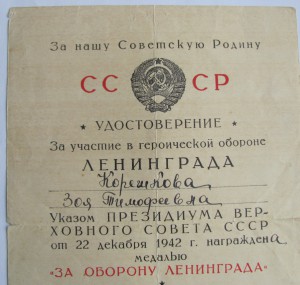 За нашу Советскую Родину
СС СР
УДОСТОВЕРЕНИЕ
За участие в героической обороне
ЛЕНИНГРАДА
Корешкова
Зоя Тимофеевна
Указом ПРЕЗИДИУМА ВЕР-
ХОВНОГО СОВЕТА СССР
от 22 декабря 1942 г. награждена
медалью
“ЗА ОБОРОНУ ЛЕНИНГРАДА”